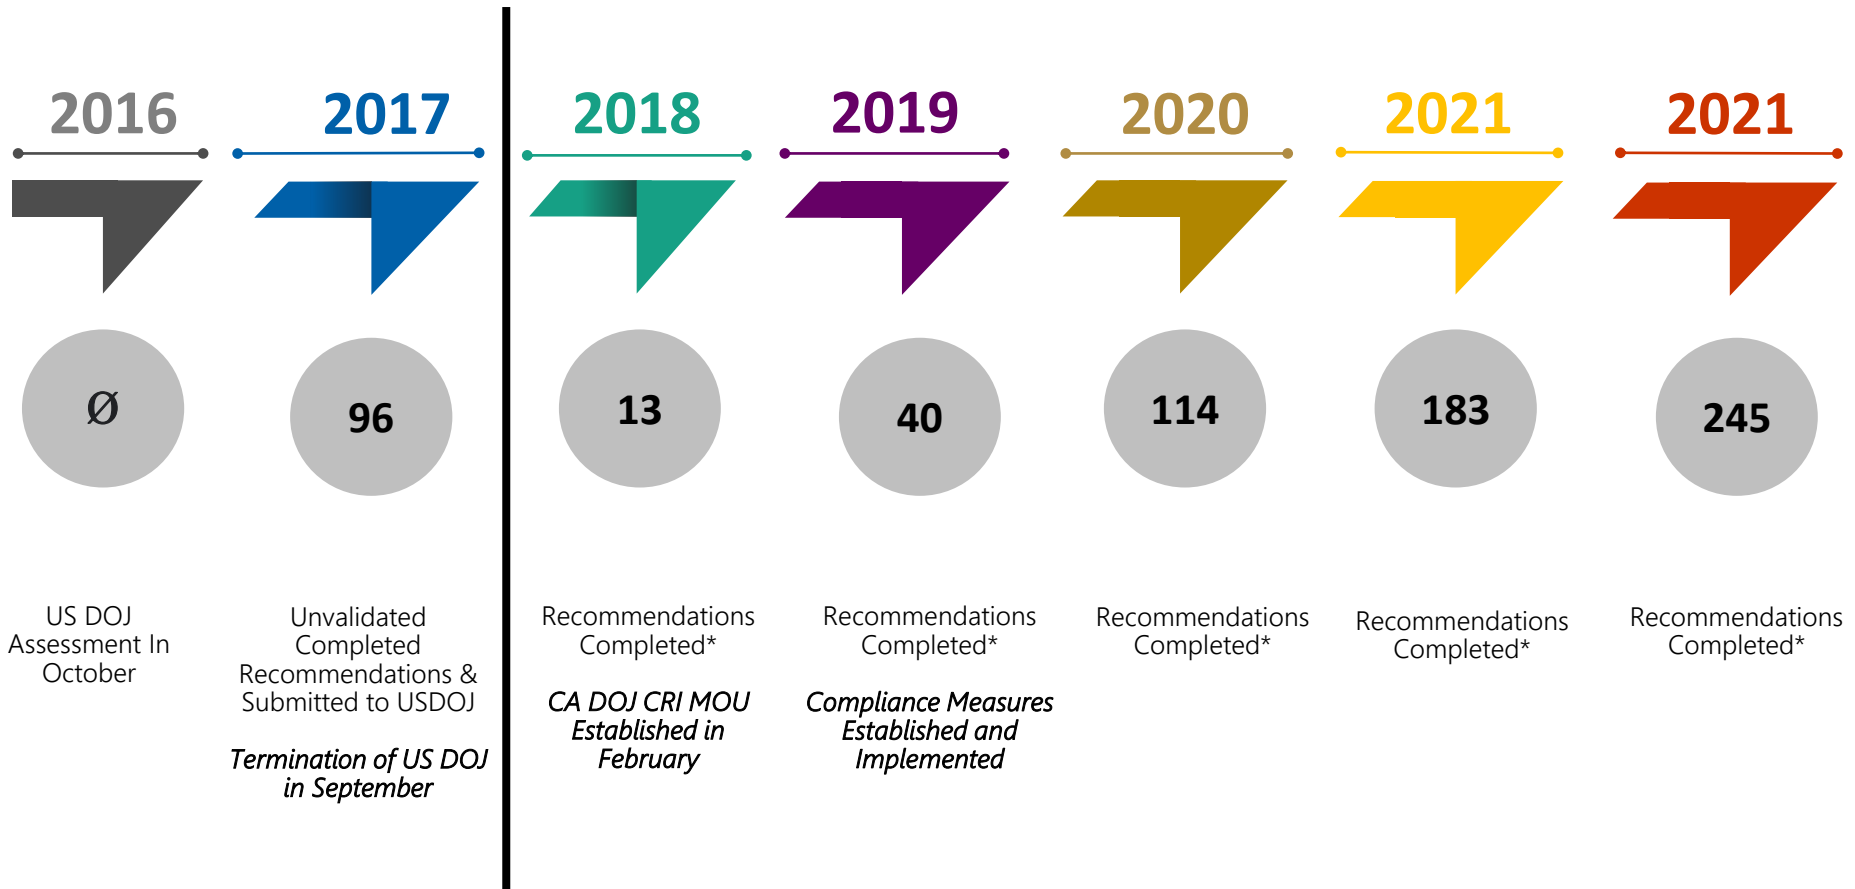 2016
2017
2018
2019
2020
2021
2021
Ø
96
13
40
114
183
245
US DOJ
Assessment In
October
Unvalidated
Completed
Recommendations &
Submitted to USDOJ
Termination of US DOJ
in September
Recommendations
Completed*
CA DOJ CRI MOU
Established in
February
Recommendations
Completed*
Compliance Measures
Established and
Implemented
Recommendations
Completed*
Recommendations
Completed*
Recommendations
Completed*